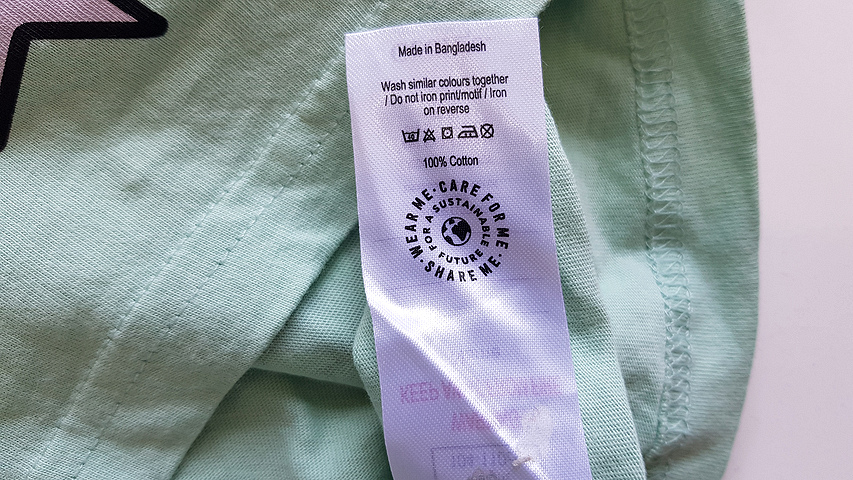 Made in Bangladesh
Wash similar colours together
/ Do not iron print/motif / Iron
on reverse
100% Cotton
WEAR ME · CARE FOR ME · SHARE ME ·
FOR A SUSTAINABLE FUTURE